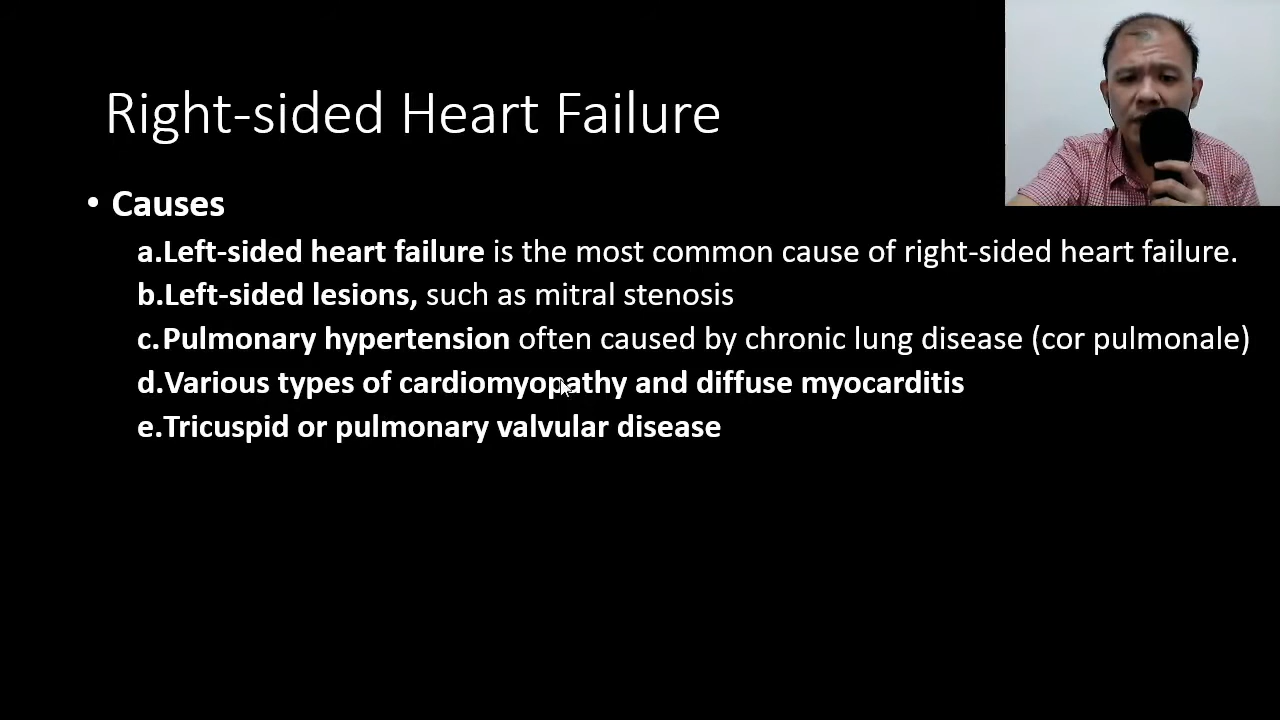 Right-sided Heart Failure
• Causes
a.Left-sided heart failure is the most common cause of right-sided heart failure.
b.Left-sided lesions, such as mitral stenosis
c.Pulmonary hypertension often caused by chronic lung disease (cor pulmonale)
d.Various types of cardiomyopathy and diffuse myocarditis
e.Tricuspid or pulmonary valvular disease